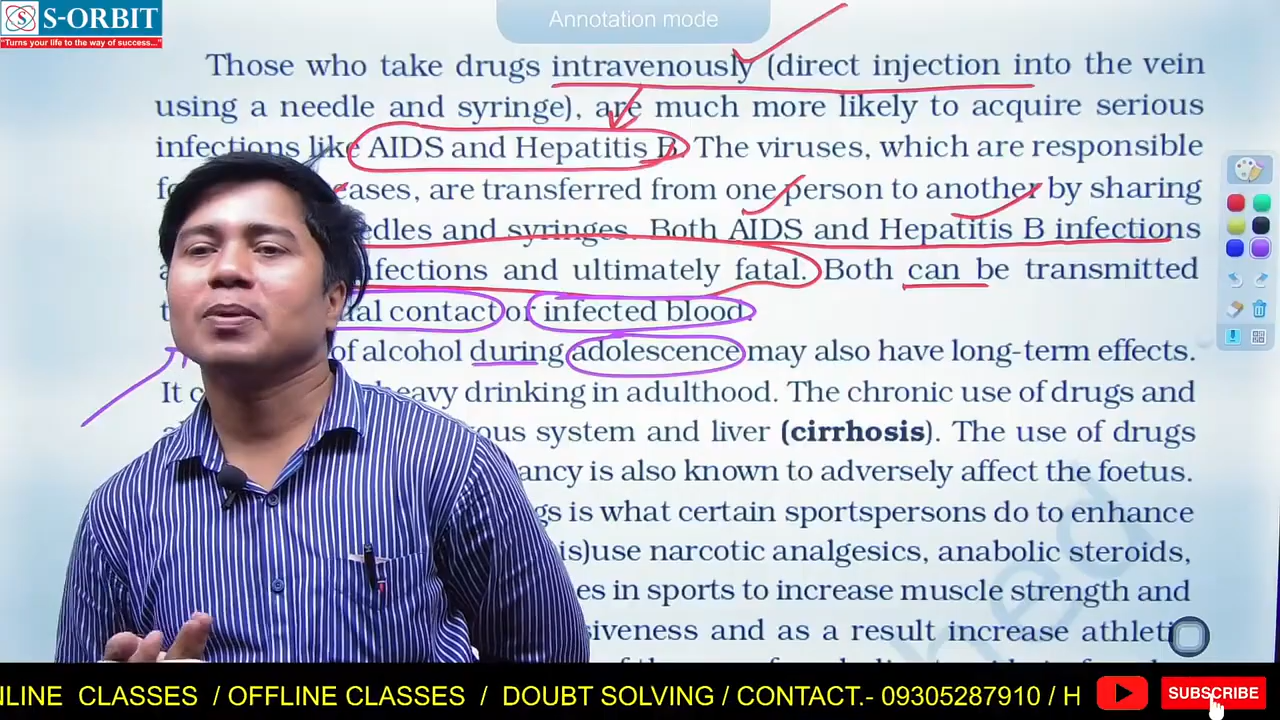 S-ORBIT
"Turns your life to the way of success..."
Annotation mode
Those who take drugs intravenously (direct injection into the vein
using a needle and syringe), are much more likely to acquire serious
infections like AIDS and Hepatitis B. The viruses, which are responsible
eases, are transferred from one person to another by sharing
edles and syringes. Both AIDS and Hepatitis B infections
fections and ultimately fatal. Both can be transmitted
ual contact or infected blood.
of alcohol during adolescence may also have long-term effects.
It c eavy drinking in adulthood. The chronic use of drugs and
ous system and liver (cirrhosis). The use of drugs
ancy is also known to adversely affect the foetus.
gs is what certain sportspersons do to enhance
is)use narcotic analgesics, anabolic steroids,
es in sports to increase muscle strength and
siveness and as a result increase athleti
NLINE CLASSES / OFFLINE CLASSES / DOUBT SOLVING / CONTACT.- 09305287910 / H
SUBSCRIBE